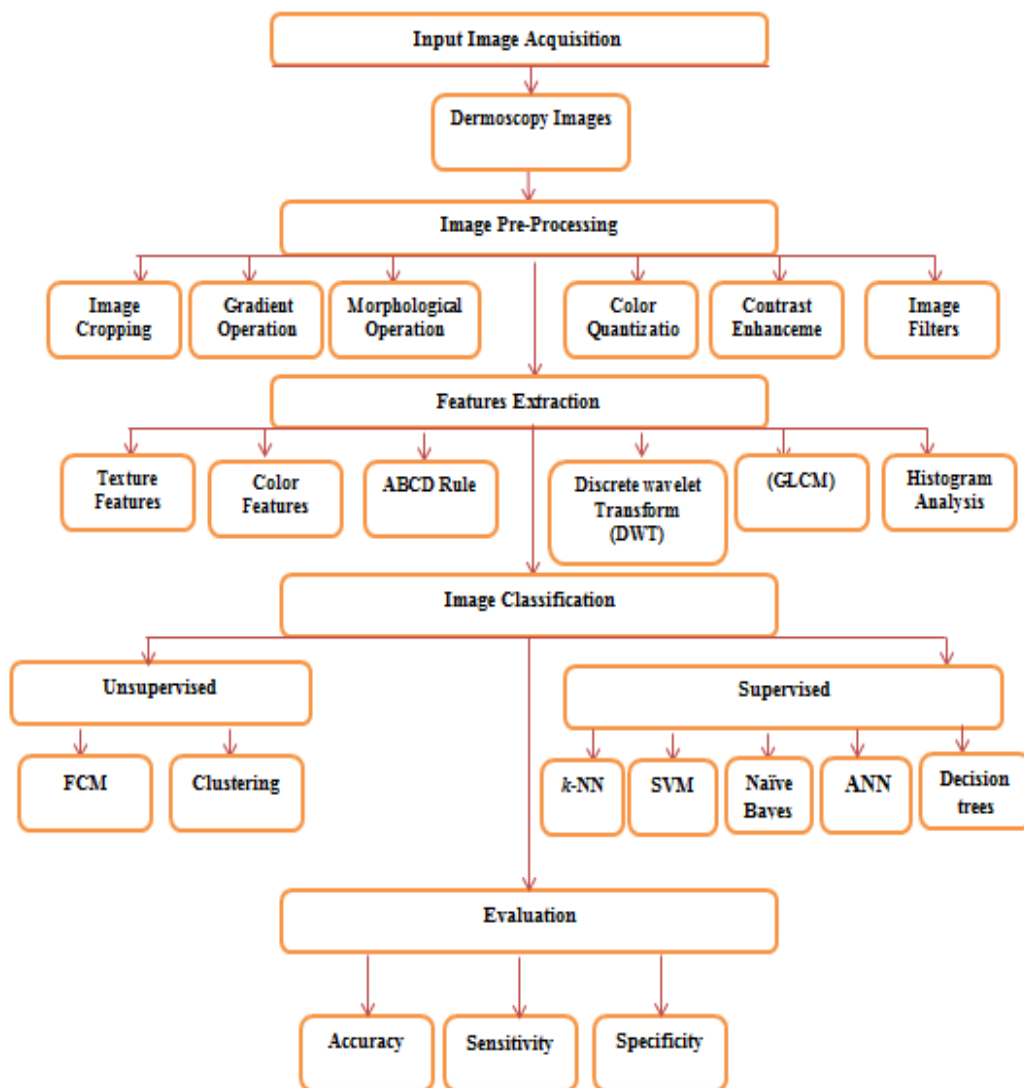 Input Image Acquisition
Dermoscopy Images
Image Pre-Processing
Image
Cropping
Gradient
Operation
Morphological
Operation
Color
Quantizatio
Contrast
Enhanceme
Image
Filters
Features Extraction
Texture
Features
Color
Features
ABCD Rule
Discrete wavelet
Transform
(DWT)
(GLCM)
Histogram
Analysis
Image Classification
Unsupervised
Supervised
FCM
Clustering
k-NN
SVM
Naïve
Bayes
ANN
Decision
trees
Evaluation
Accuracy
Sensitivity
Specificity